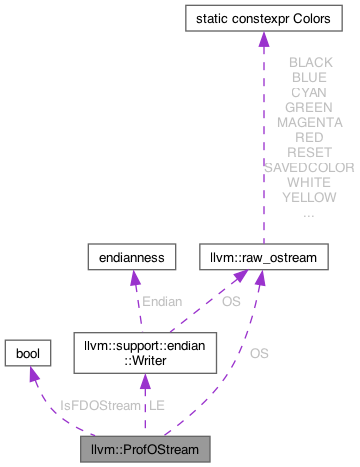 static constexpr Colors
BLACK
BLUE
CYAN
GREEN
MAGENTA
RED
RESET
SAVEDCOLOR
WHITE
YELLOW
...
endianness
llvm::raw_ostream
Endian
OS
bool
llvm::support::endian
::Writer
OS
IsFDOStream
LE
llvm::ProfOStream